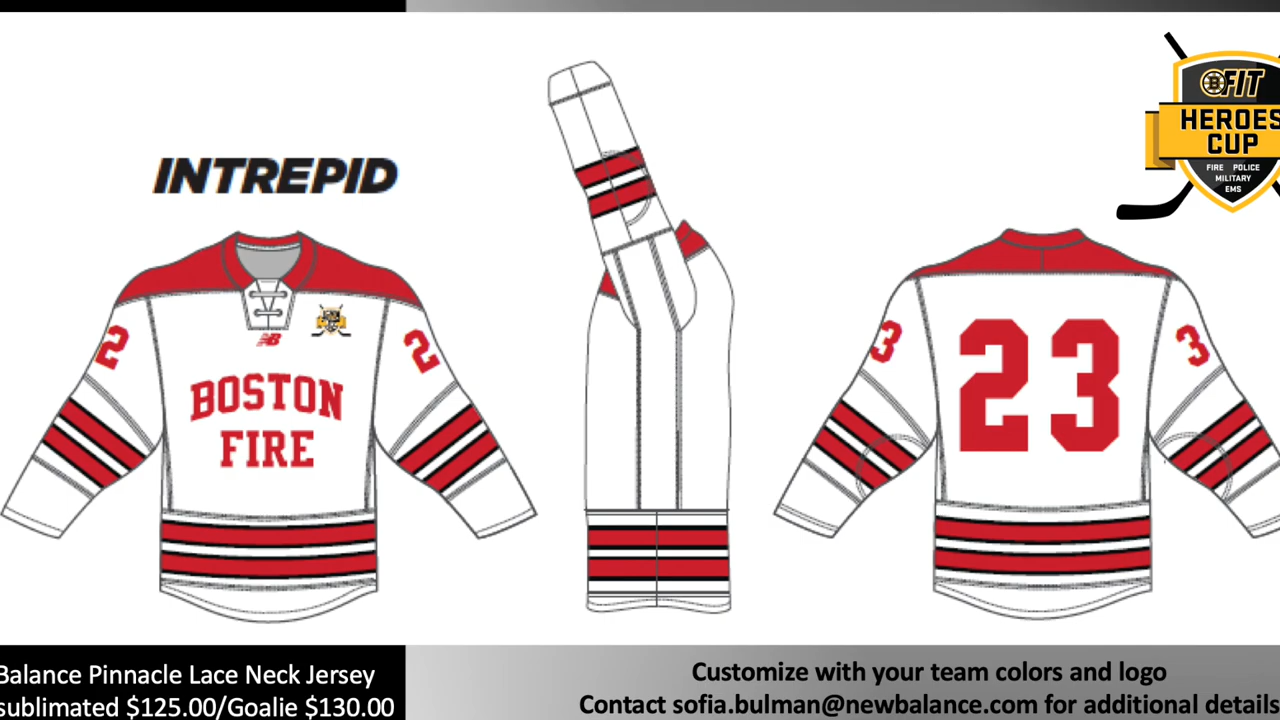 BFIT
HEROES
CUP
FIRE POLICE
MILITARY
EMS
INTREPID
2
2
NB
BOSTON
FIRE
3
23
3
Balance Pinnacle Lace Neck Jersey
sublimated $125.00/Goalie $130.00
Customize with your team colors and logo
Contact sofia.bulman@newbalance.com for additional details